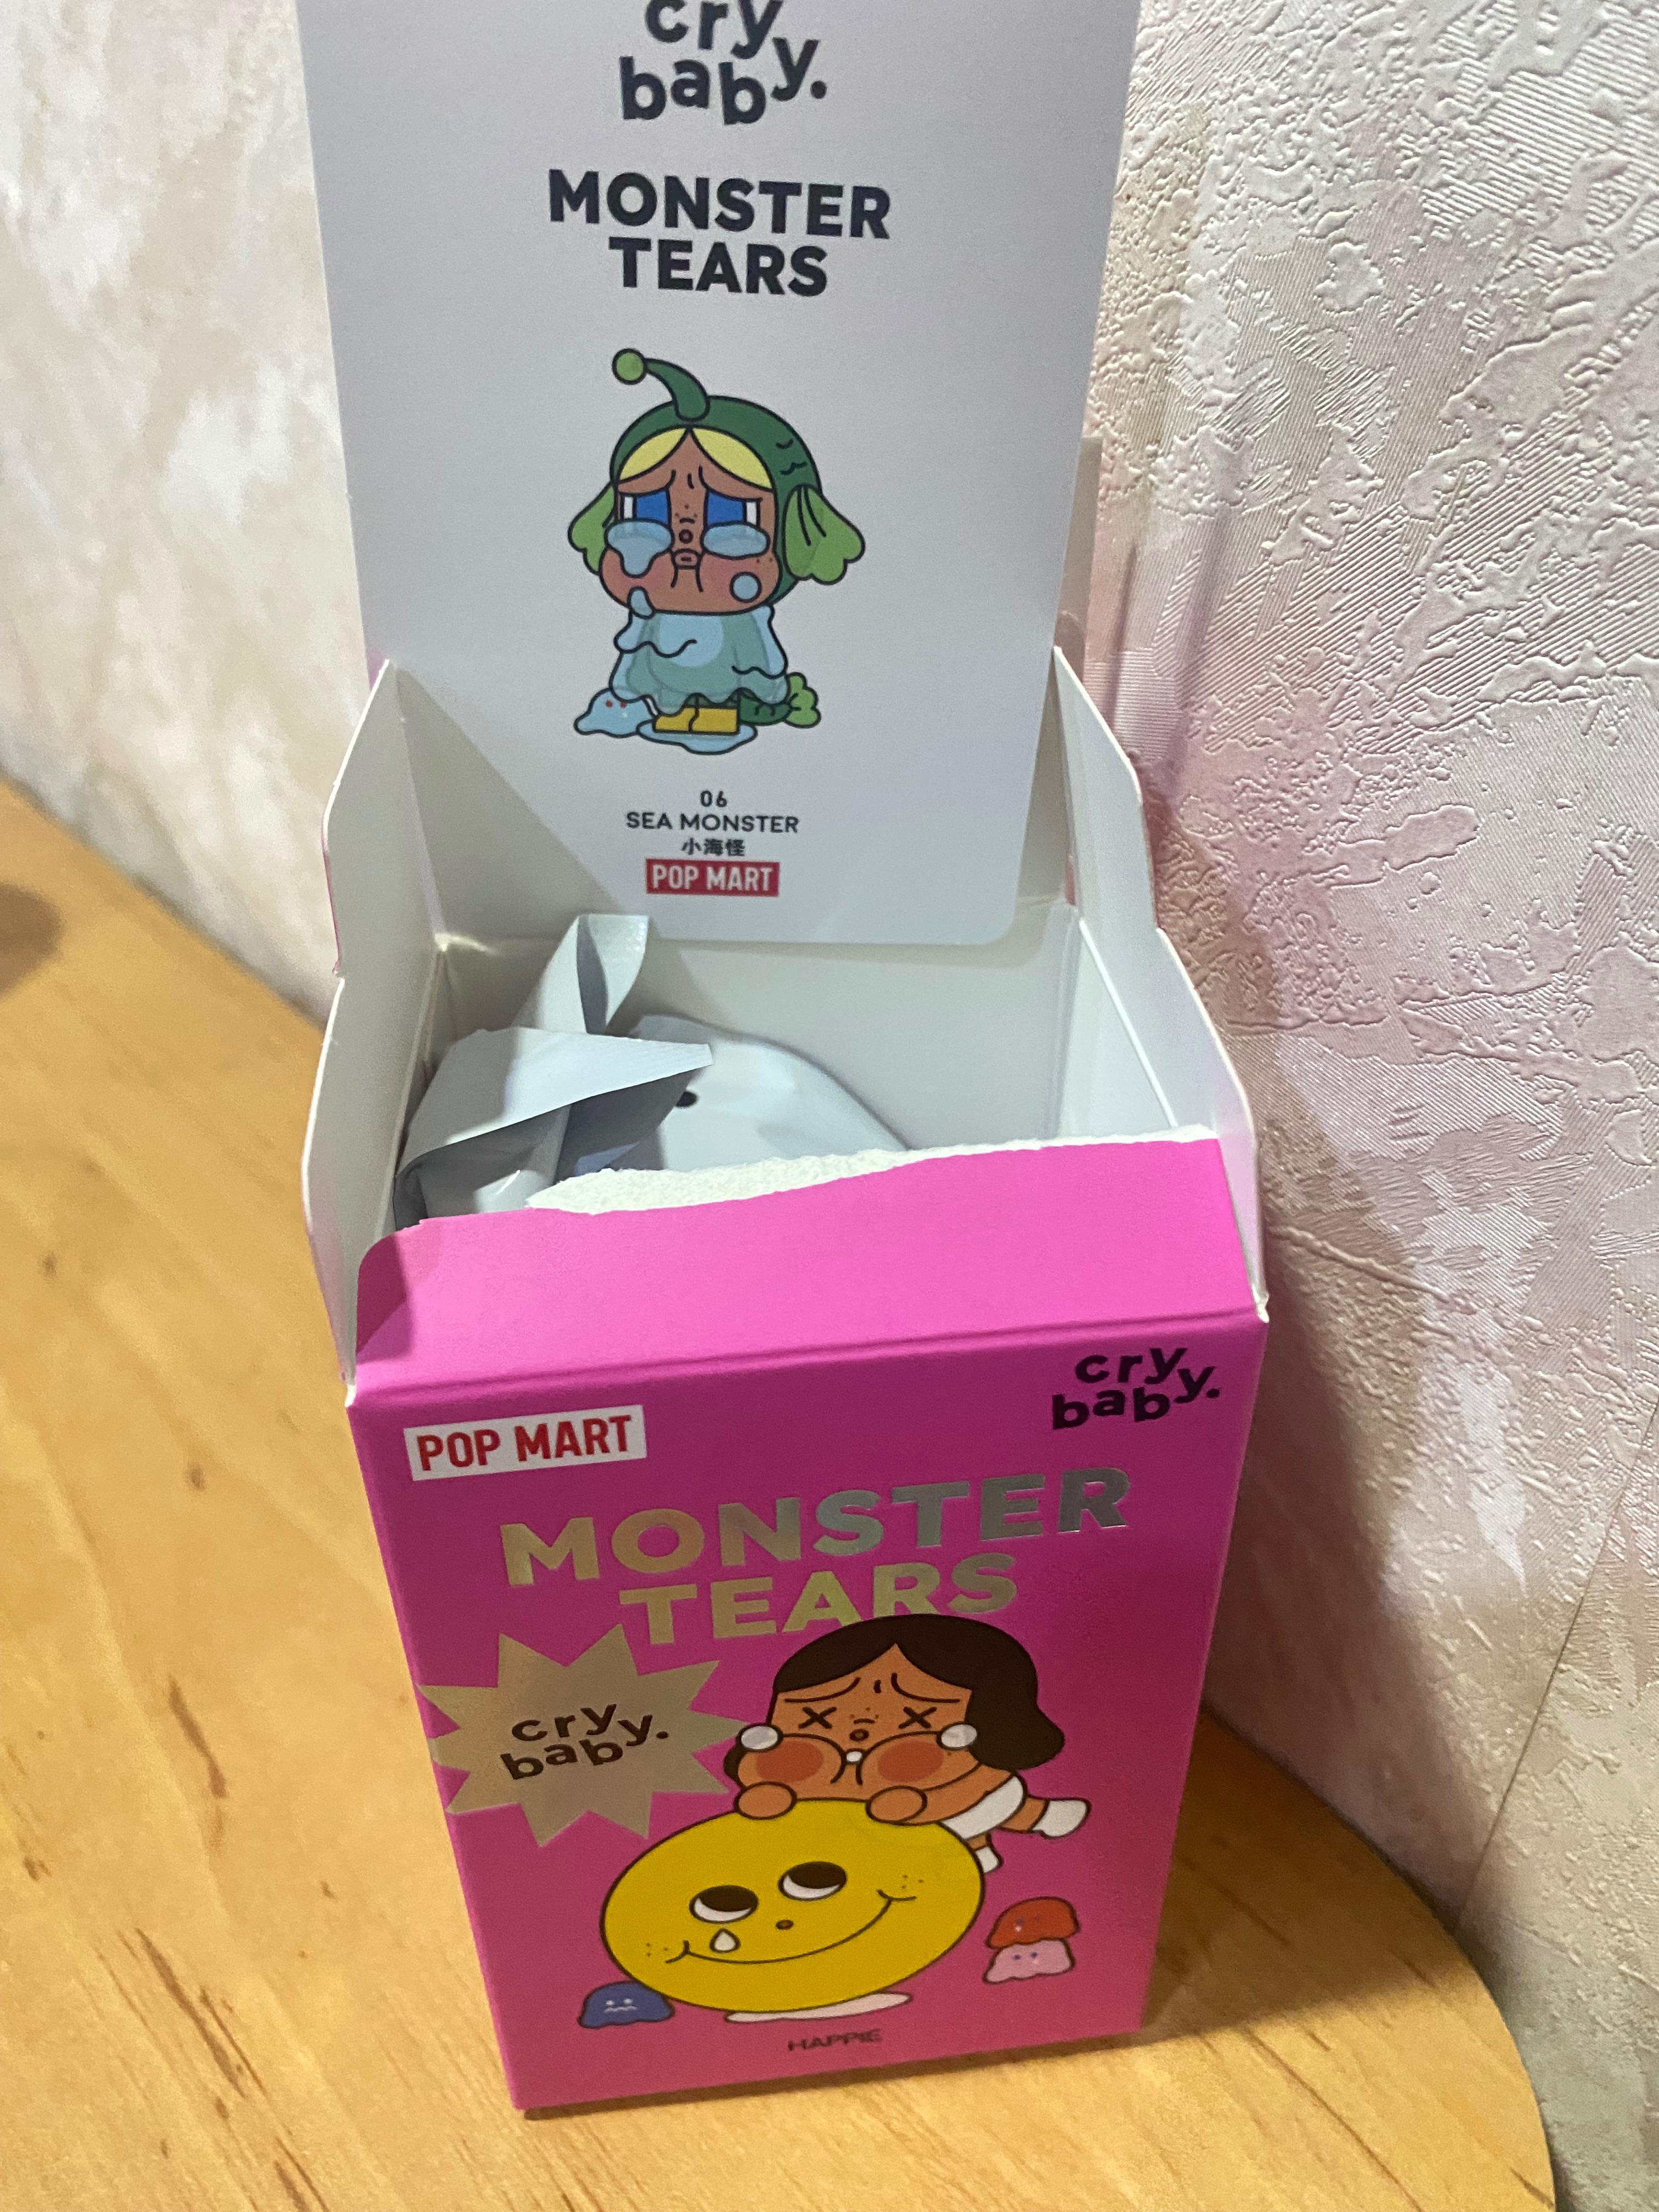 cry
baby.
MONSTER
TEARS
06
SEA MONSTER
小海怪
POP MART
cry
baby.
POP MART
MONSTER
TEARS
cry
baby.
HAPPIE